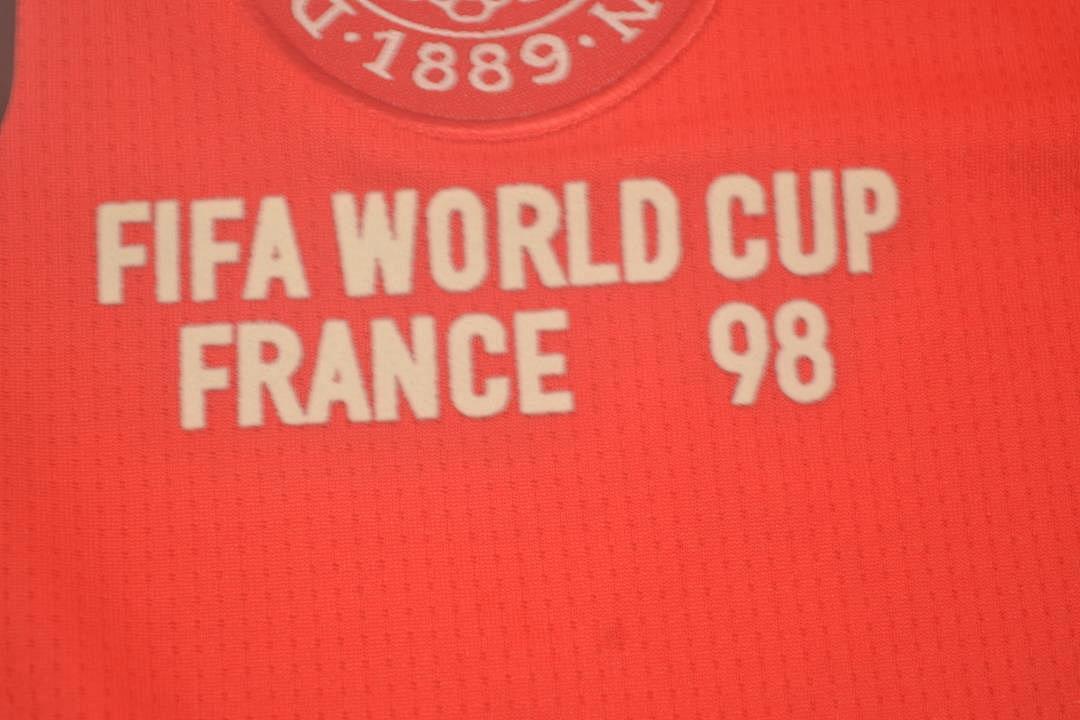 D · 1889 · N
FIFA WORLD CUP
FRANCE 98